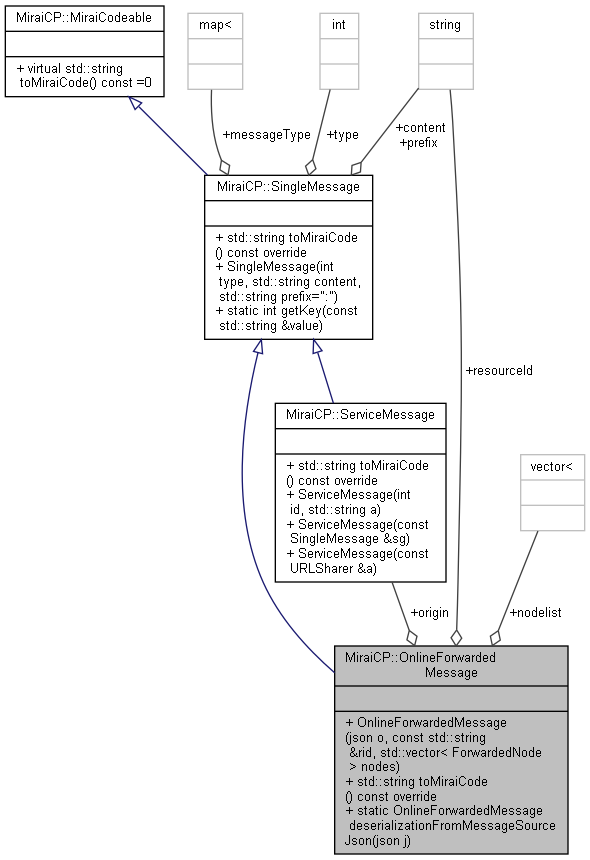 MiraiCP::MiraiCodeable
+ virtual std::string
toMiraiCode() const =0
map<
int
string
+messageType
+type
+content
+prefix
MiraiCP::SingleMessage
+ std::string toMiraiCode
() const override
+ SingleMessage(int
type, std::string content,
std::string prefix=":")
+ static int getKey(const
std::string &value)
+resourceId
MiraiCP::ServiceMessage
+ std::string toMiraiCode
() const override
+ ServiceMessage(int
id, std::string a)
+ ServiceMessage(const
SingleMessage &sg)
+ ServiceMessage(const
URLSharer &a)
vector<
+origin
+nodelist
MiraiCP::OnlineForwarded
Message
+ OnlineForwardedMessage
(json o, const std::string
&rid, std::vector< ForwardedNode
> nodes)
+ std::string toMiraiCode
() const override
+ static OnlineForwardedMessage
deserializationFromMessageSource
Json(json j)